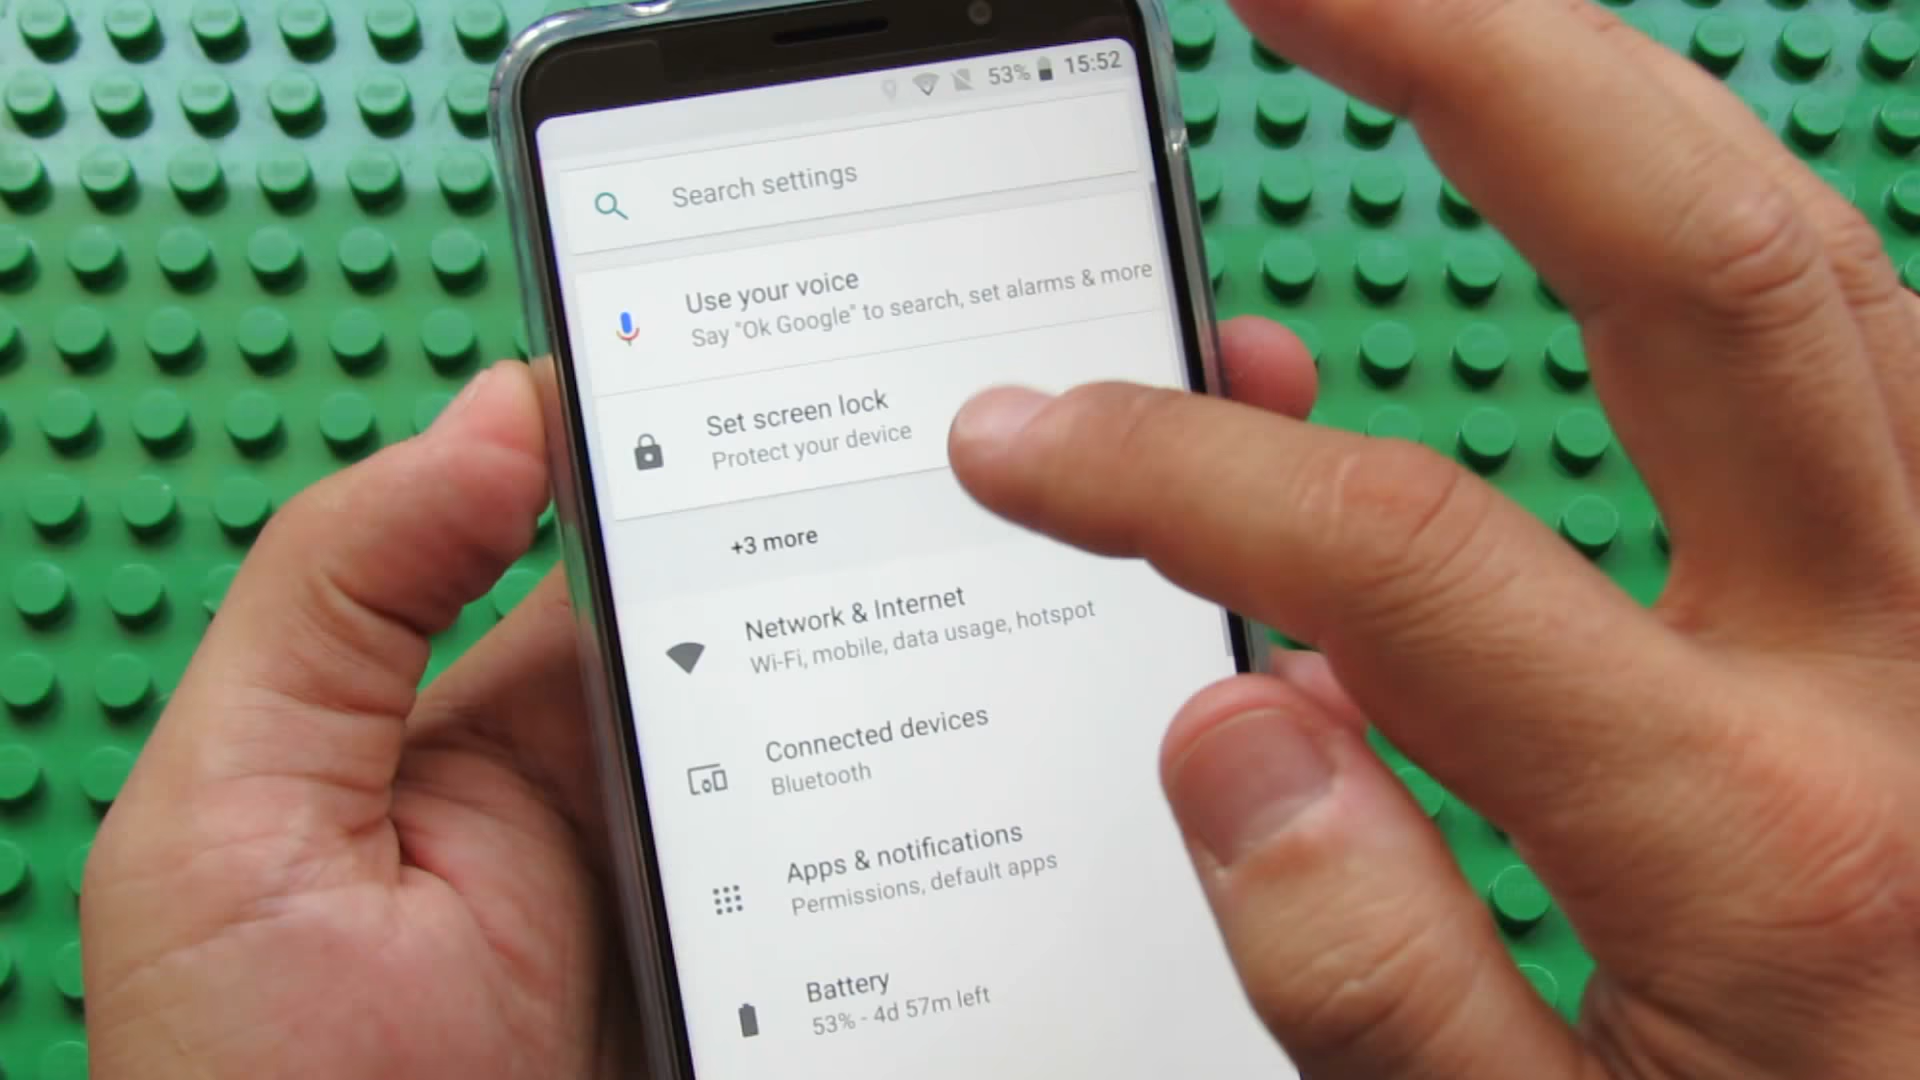 53% 15:52
Search settings
Use your voice
Say "Ok Google" to search, set alarms & more
Set screen lock
Protect your device
+3 more
Network & Internet
Wi-Fi, mobile, data usage, hotspot
Connected devices
Bluetooth
Apps & notifications
Permissions, default apps
Battery
53% - 4d 57m left